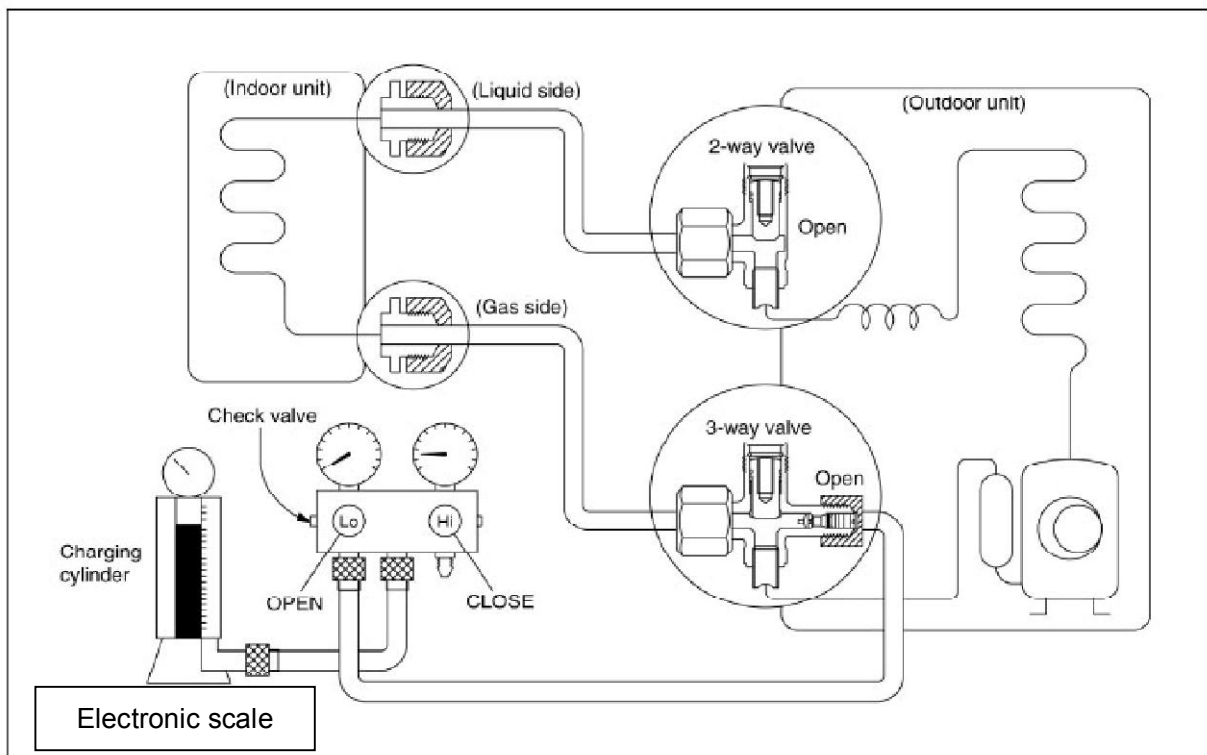 (Indoor unit)
(Liquid side)
(Outdoor unit)
2-way valve
Open
(Gas side)
Check valve
3-way valve
Open
Lo
Hi
Charging
cylinder
OPEN
CLOSE
Electronic scale